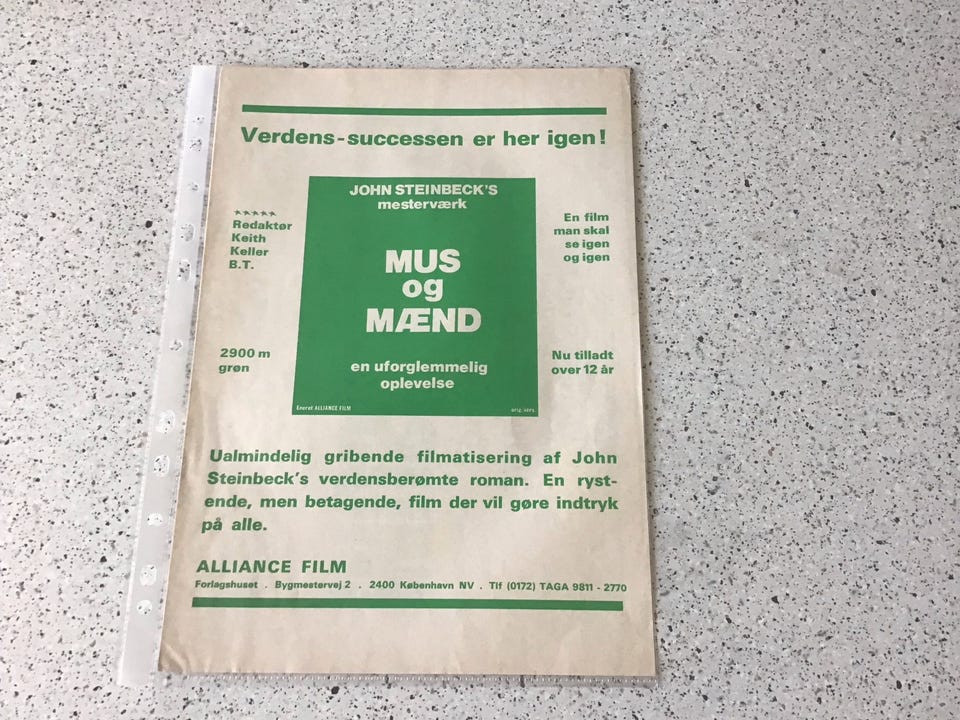 Verdens-successen er her igen!
JOHN STEINBECK'S
mesterværk
MUS
og
MÆND
en uforglemmelig
oplevelse
Eneret ALLIANCE FILM
orig. vers.
★★★★★
Redaktør
Keith
Keller
B.T.
En film
man skal
se igen
og igen
2900 m
grøn
Nu tilladt
over 12 år
Ualmindelig gribende filmatisering af John
Steinbeck's verdensberømte roman. En ryst-
ende, men betagende, film der vil gøre indtryk
på alle.
ALLIANCE FILM
Forlagshuset . Bygmestervej 2 . 2400 København NV . Tlf (0172) TAGA 9811 - 2770